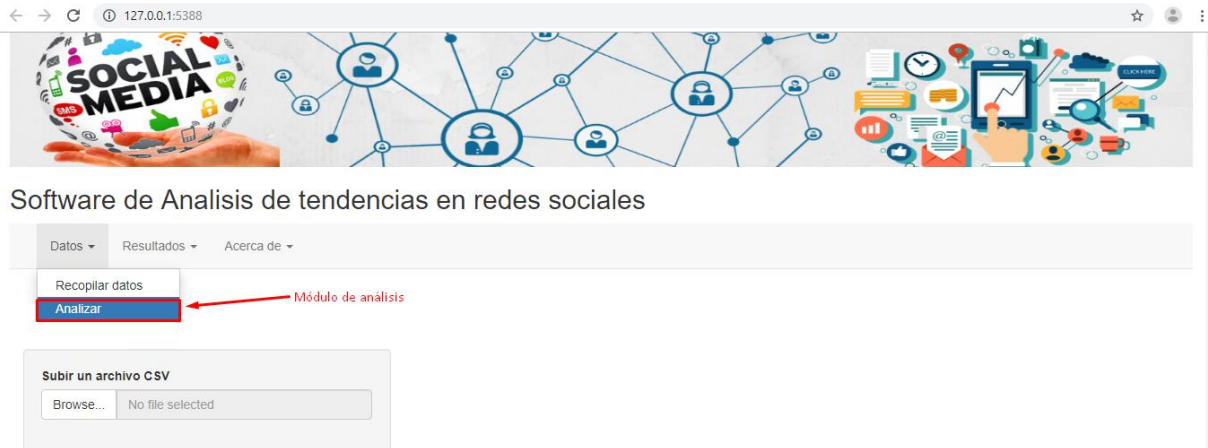 127.0.0.1:5388
SOCIAL
MEDIA
SMS
BLOG
CLICK HERE
Software de Analisis de tendencias en redes sociales
Datos Resultados Acerca de
Recopilar datos
Analizar
Módulo de análisis
Subir un archivo CSV
Browse... No file selected